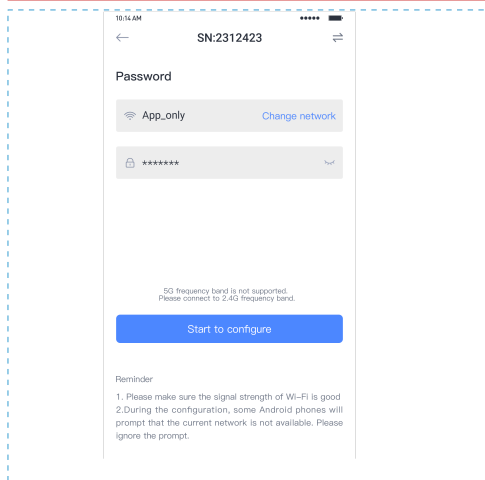 10:14 AM
SN:2312423
Password
App_only Change network
*******
5G frequency band is not supported.
Please connect to 2.4G frequency band.
Start to configure
Reminder
1. Please make sure the signal strength of Wi-Fi is good
2.During the configuration, some Android phones will
prompt that the current network is not available. Please
ignore the prompt.